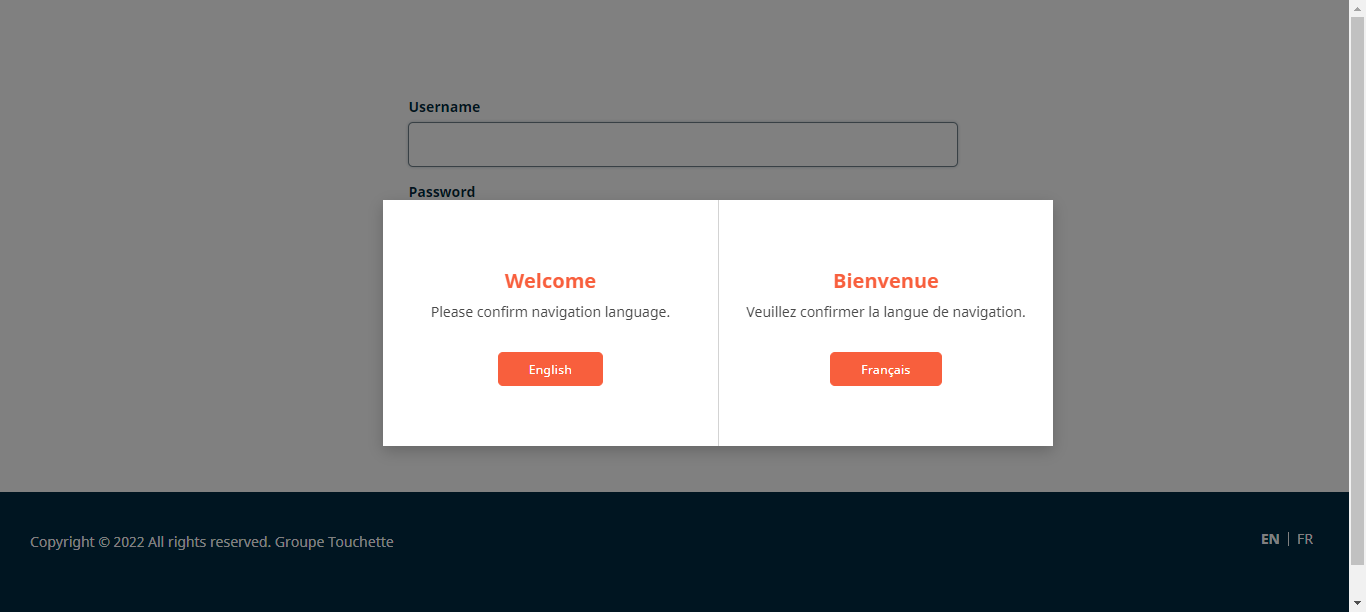 Username
Password
Welcome
Please confirm navigation language.
English
Bienvenue
Veuillez confirmer la langue de navigation.
Français
Copyright © 2022 All rights reserved. Groupe Touchette
EN | FR